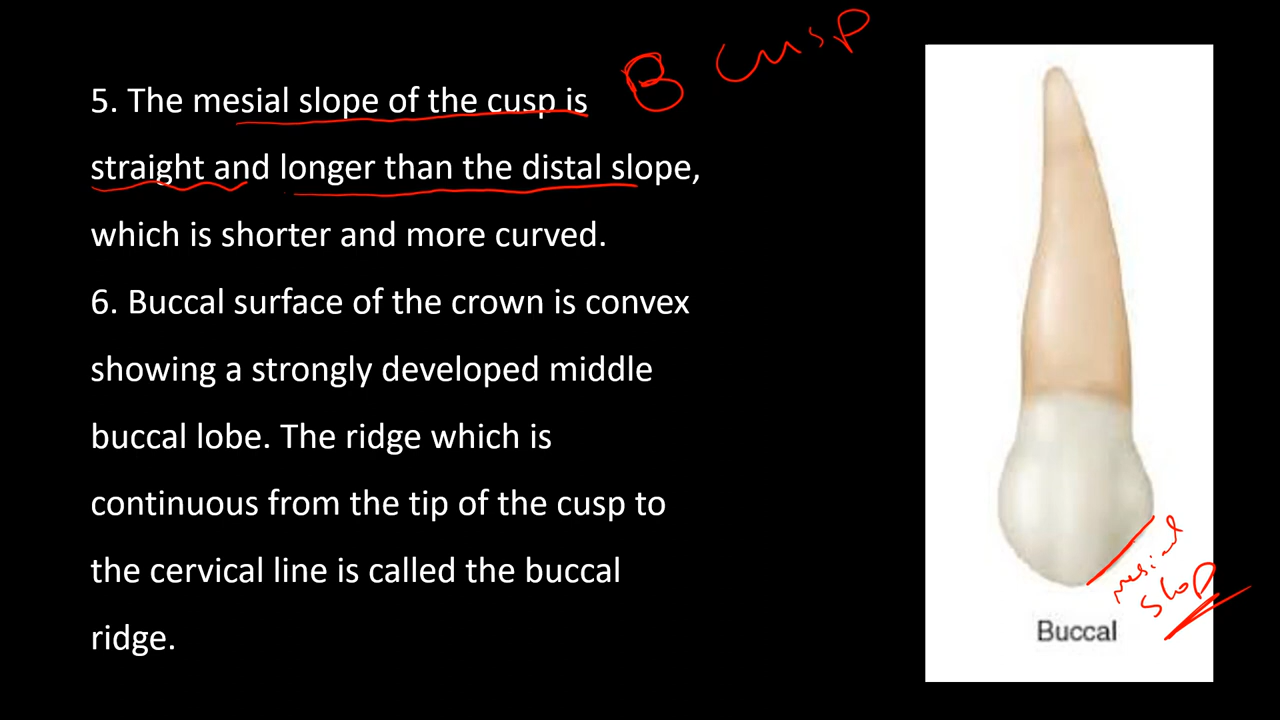 B cusp
5. The mesial slope of the cusp is
straight and longer than the distal slope,
which is shorter and more curved.
6. Buccal surface of the crown is convex
showing a strongly developed middle
buccal lobe. The ridge which is
continuous from the tip of the cusp to
the cervical line is called the buccal
ridge.
mesial
slop
Buccal